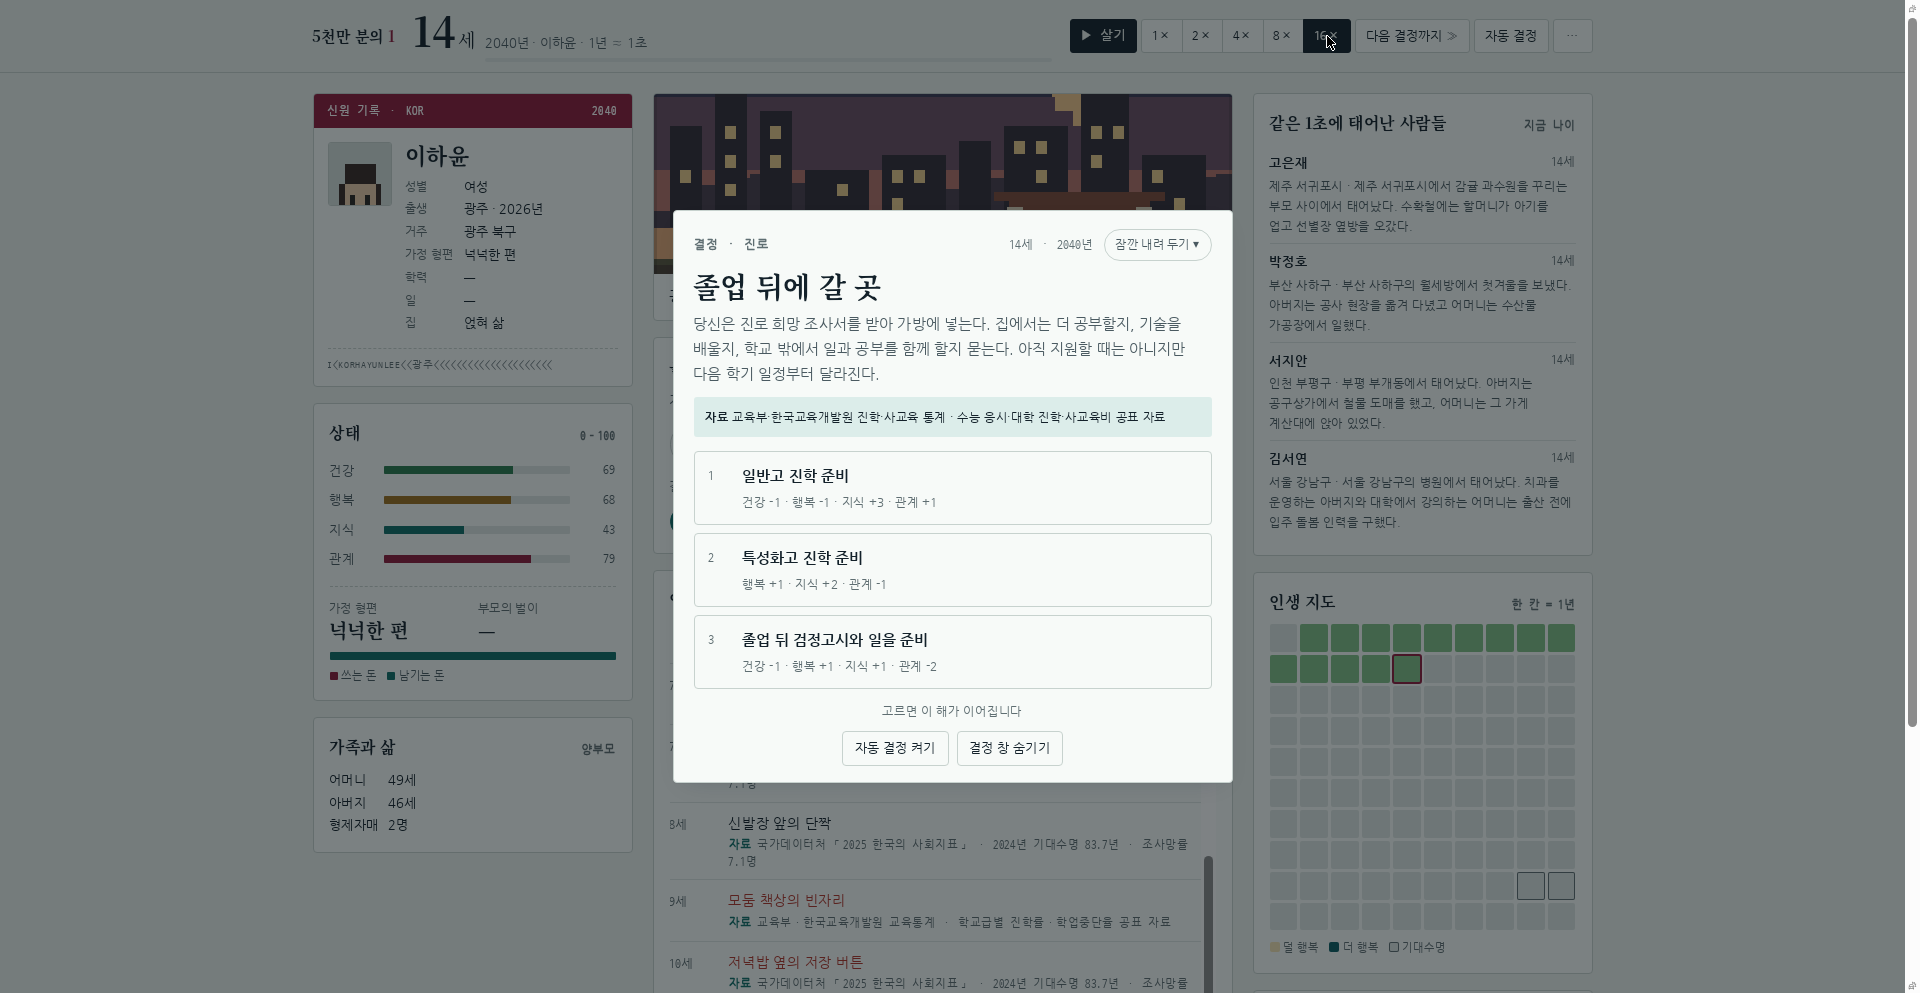 5천만 분의 1
14 세
2040년 · 이하윤 · 1년 ≈ 1초
▶ 살기
1×
2×
4×
8×
다음 결정까지 ≫
자동 결정
···
신원 기록 · KOR
2040
이하윤
성별 여성
출생 광주 · 2026년
거주 광주 북구
가정 형편 넉넉한 편
학력 —
일 —
집 얹혀 삶
I<KORHAYUNLEE<<광주<<<<<<<<<<<<<<<<<<<<<
상태
0 - 100
건강 69
행복 68
지식 43
관계 79
가정 형편
넉넉한 편
부모의 벌이
—
쓰는 돈
남기는 돈
가족과 삶
양부모
어머니 49세
아버지 46세
형제자매 2명
결정 · 진로
14세 · 2040년
잠깐 내려 두기 ▾
졸업 뒤에 갈 곳
당신은 진로 희망 조사서를 받아 가방에 넣는다. 집에서는 더 공부할지, 기술을
배울지, 학교 밖에서 일과 공부를 함께 할지 묻는다. 아직 지원할 때는 아니지만
다음 학기 일정부터 달라진다.
자료 교육부·한국교육개발원 진학·사교육 통계 · 수능 응시·대학 진학·사교육비 공표 자료
1 일반고 진학 준비
건강 -1 · 행복 -1 · 지식 +3 · 관계 +1
2 특성화고 진학 준비
행복 +1 · 지식 +2 · 관계 -1
3 졸업 뒤 검정고시와 일을 준비
건강 -1 · 행복 +1 · 지식 +1 · 관계 -2
고르면 이 해가 이어집니다
자동 결정 켜기
결정 창 숨기기
7.1명
8세 신발장 앞의 단짝
자료 국가데이터처 「2025 한국의 사회지표」 · 2024년 기대수명 83.7년 · 조사망률
7.1명
9세 모둠 책상의 빈자리
자료 교육부·한국교육개발원 교육통계 · 학교급별 진학률·학업중단율 공표 자료
10세 저녁밥 옆의 저장 버튼
자료 국가데이터처 「2025 한국의 사회지표」 · 2024년 기대수명 83.7년 · 조사망률
같은 1초에 태어난 사람들
지금 나이
고은재 14세
제주 서귀포시 · 제주 서귀포시에서 감귤 과수원을 꾸리는
부모 사이에서 태어났다. 수확철에는 할머니가 아기를
업고 선별장 옆방을 오갔다.
박정호 14세
부산 사하구 · 부산 사하구의 월세방에서 첫겨울을 보냈다.
아버지는 공사 현장을 옮겨 다녔고 어머니는 수산물
가공장에서 일했다.
서지안 14세
인천 부평구 · 부평 부개동에서 태어났다. 아버지는
공구상가에서 철물 도매를 했고, 어머니는 그 가게
계산대에 앉아 있었다.
김서연 14세
서울 강남구 · 서울 강남구의 병원에서 태어났다. 치과를
운영하는 아버지와 대학에서 강의하는 어머니는 출산 전에
입주 돌봄 인력을 구했다.
인생 지도
한 칸 = 1년
덜 행복
더 행복
기대수명